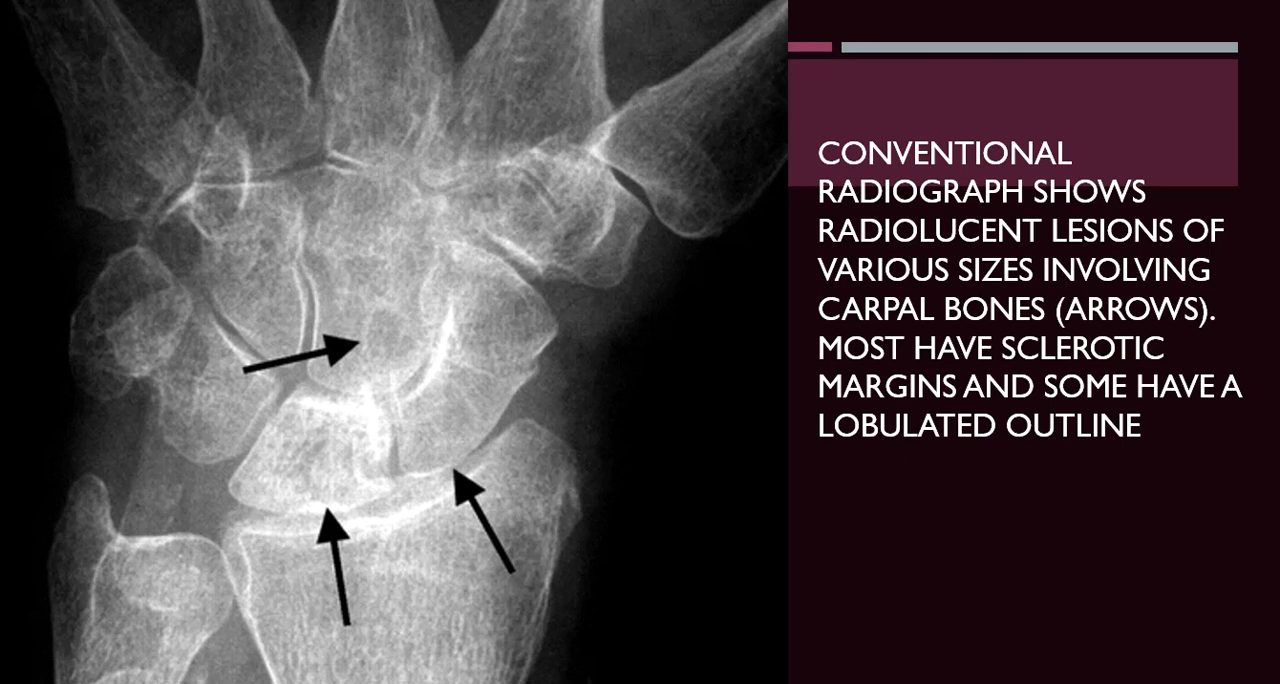 CONVENTIONAL
RADIOGRAPH SHOWS
RADIOLUCENT LESIONS OF
VARIOUS SIZES INVOLVING
CARPAL BONES (ARROWS).
MOST HAVE SCLEROTIC
MARGINS AND SOME HAVE A
LOBULATED OUTLINE